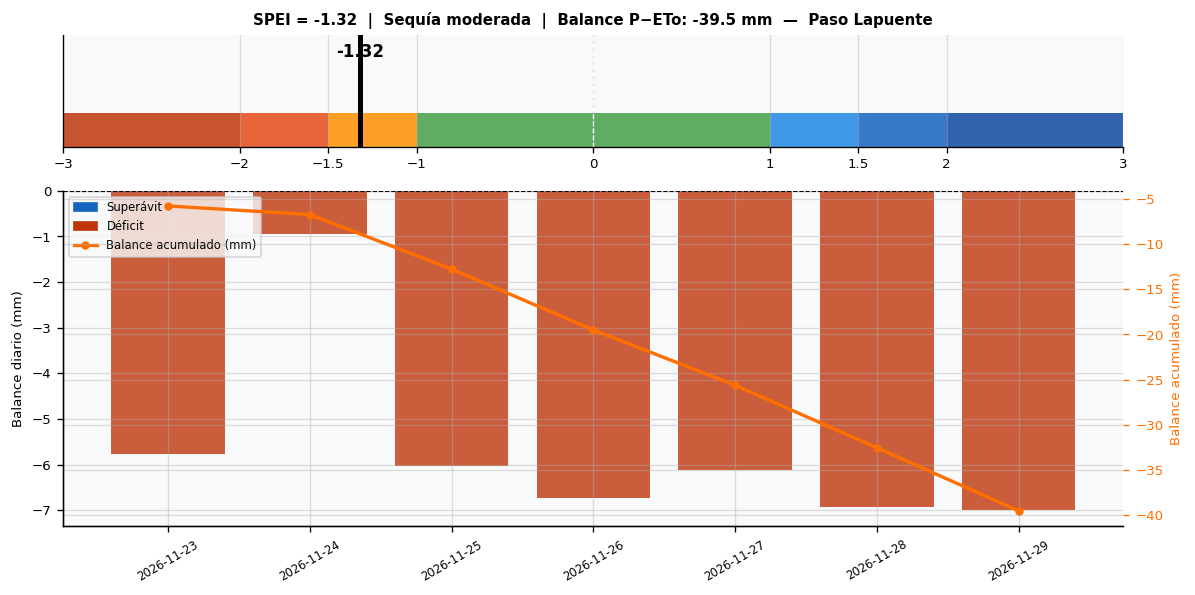 SPEI = -1.32 | Sequía moderada | Balance P−ETo: -39.5 mm — Paso Lapuente
-1.32
−3 −2 −1.5 −1 0 1 1.5 2 3
Superávit
Déficit
Balance acumulado (mm)
Balance diario (mm)
0
−1
−2
−3
−4
−5
−6
−7
−5
−10
−15
−20
−25
−30
−35
−40
Balance acumulado (mm)
2026-11-23 2026-11-24 2026-11-25 2026-11-26 2026-11-27 2026-11-28 2026-11-29